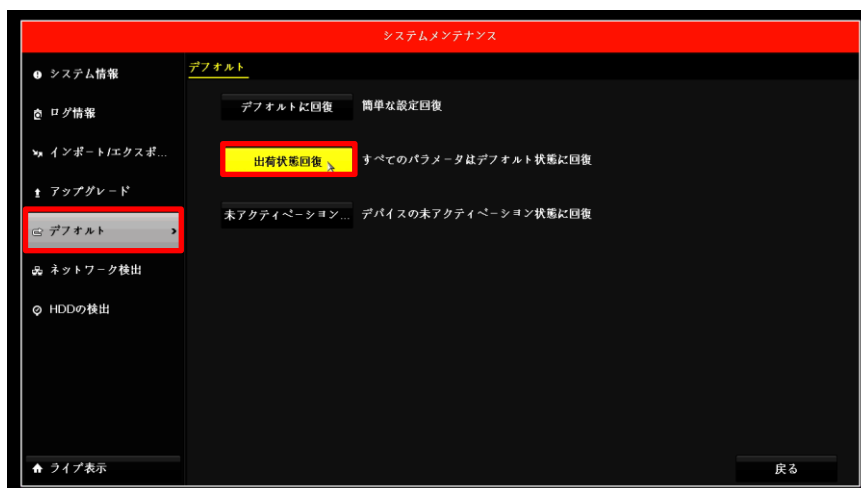 システムメンテナンス
システム情報
ログ情報
インポート/エクスポ...
アップグレード
デフォルト
ネットワーク検出
HDDの検出
ライブ表示
デフォルト
デフォルトに回復 簡単な設定回復
出荷状態回復 すべてのパラメータはデフォルト状態に回復
未アクティベーション... デバイスの未アクティベーション状態に回復
戻る